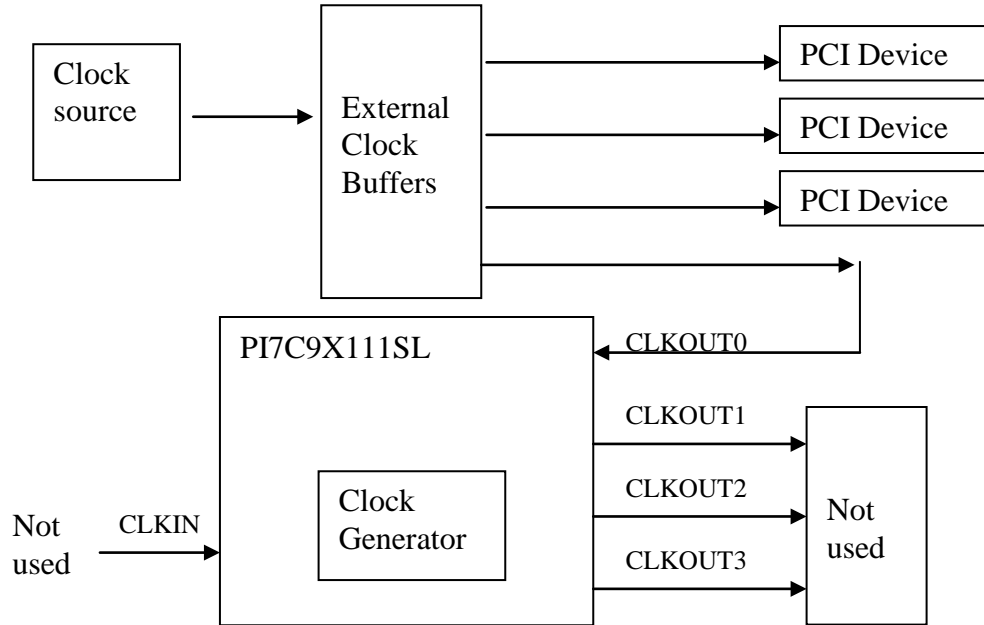 Clock
source
External
Clock
Buffers
PCI Device
PCI Device
PCI Device
PI7C9X111SL
CLKOUT0
CLKOUT1
CLKOUT2
CLKOUT3
Clock
Generator
Not
used
CLKIN
Not
used